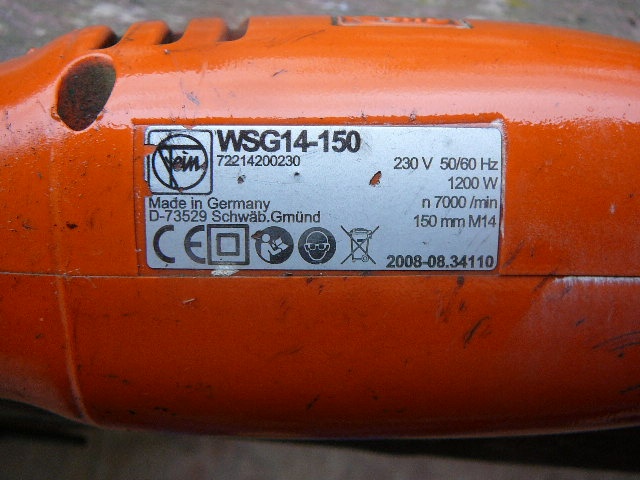 Fein
WSG14-150
72214200230
230 V 50/60 Hz
1200 W
Made in Germany
n 7000 /min
D-73529 Schwäb.Gmünd
150 mm M14
CE
2008-08.34110